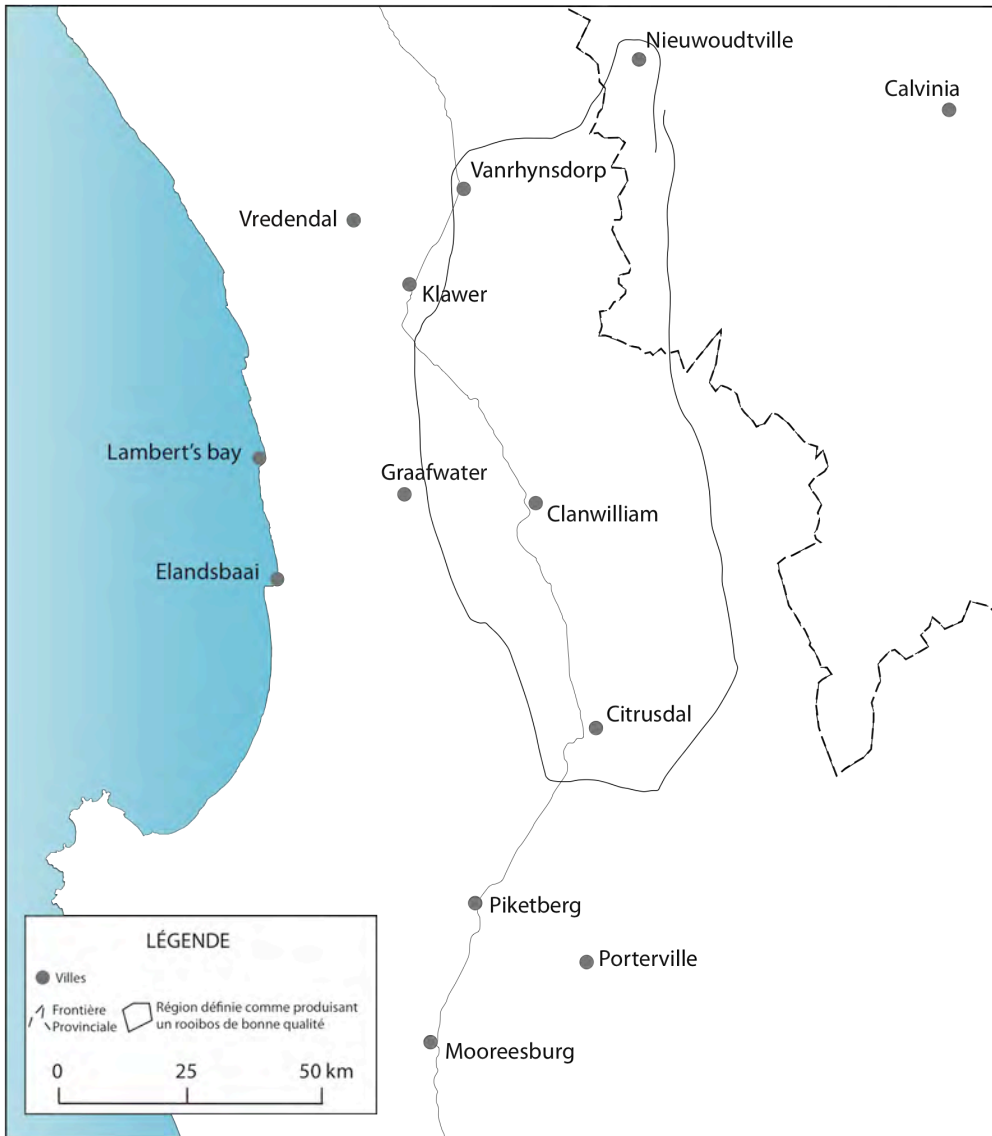 Nieuwoudtville
Calvinia
Vanrhynsdorp
Vredendal
Klawer
Lambert's bay
Graafwater
Clanwilliam
Elandsbaai
Citrusdal
Piketberg
Porterville
Mooreesburg
LÉGENDE
Villes
Frontière
Provinciale
Région définie comme produisant
un rooibos de bonne qualité
0 25 50 km